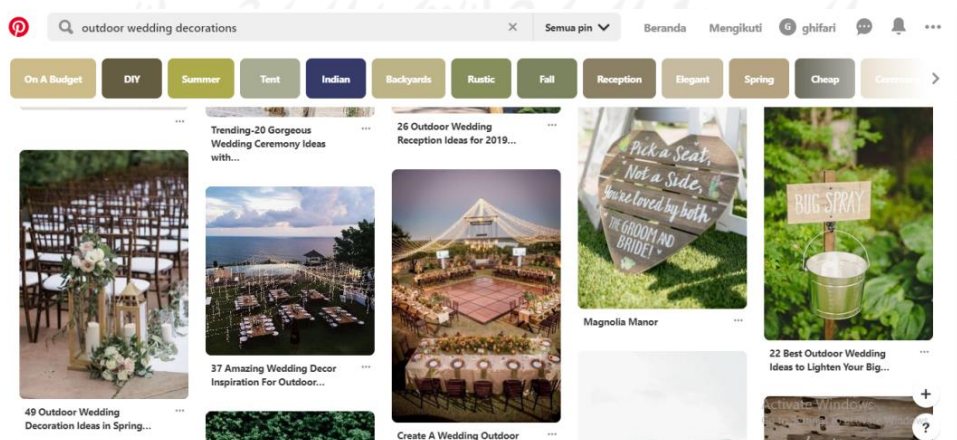 outdoor wedding decorations
Semua pin
Beranda
Mengikuti
G
ghifari
On A Budget
DIY
Summer
Tent
Indian
Backyards
Rustic
Fall
Reception
Elegant
Spring
Cheap
49 Outdoor Wedding
Decoration Ideas in Spring...
Trending-20 Gorgeous
Wedding Ceremony Ideas
with...
37 Amazing Wedding Decor
Inspiration For Outdoor...
26 Outdoor Wedding
Reception Ideas for 2019...
Create A Wedding Outdoor
Pick a Seat,
Not a Side,
You're loved by both
THE GROOM AND
BRIDE!
Magnolia Manor
BUG SPRAY
22 Best Outdoor Wedding
Ideas to Lighten Your Big...
Activate Windows
+
?